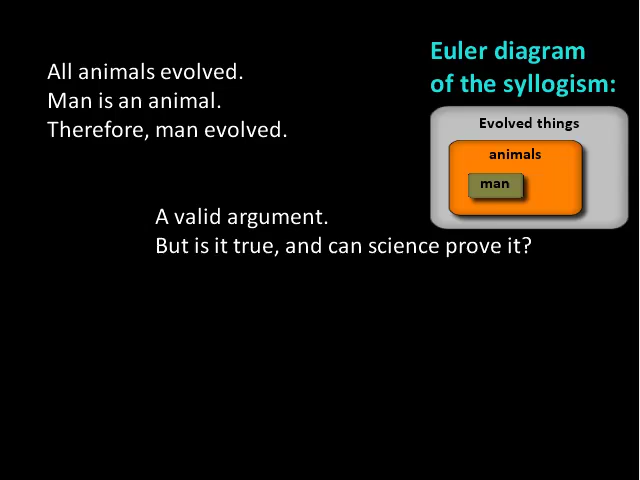 All animals evolved.
Man is an animal.
Therefore, man evolved.
Euler diagram
of the syllogism:
Evolved things
animals
man
A valid argument.
But is it true, and can science prove it?